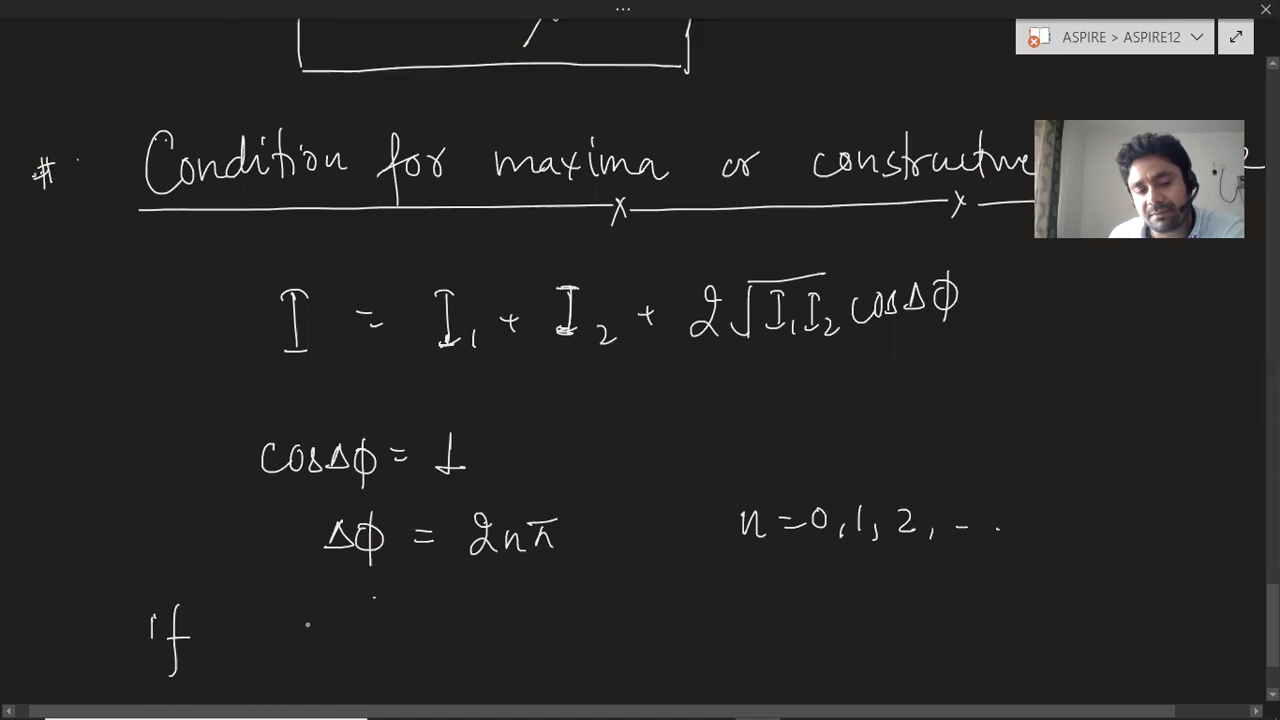 ASPIRE > ASPIRE12
# Condition for maxima or constructive
I = I₁ + I₂ + 2√I₁I₂ cosΔϕ
cosΔϕ = 1
Δϕ = 2nπ n = 0, 1, 2, - - .
if